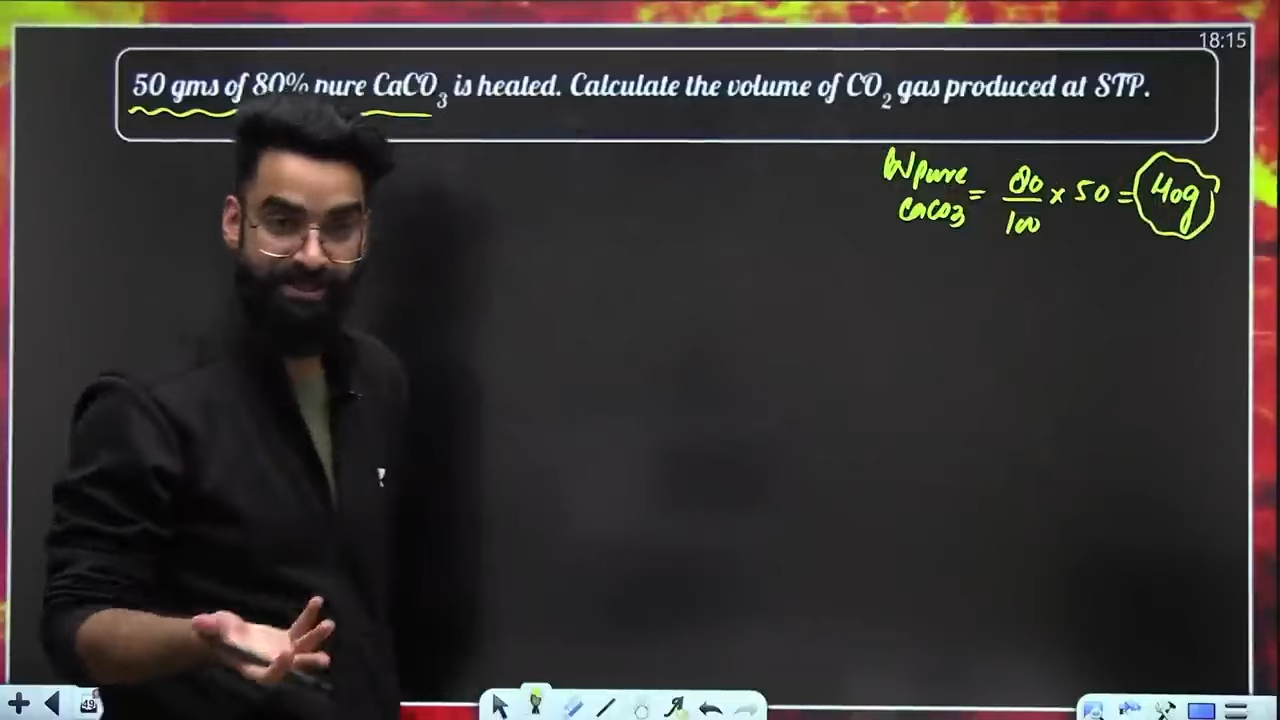 18:15
50 gms of 80% pure CaCO₃ is heated. Calculate the volume of CO₂ gas produced at STP.
W pure CaCO3 = 80/100 × 50 = 40g
49